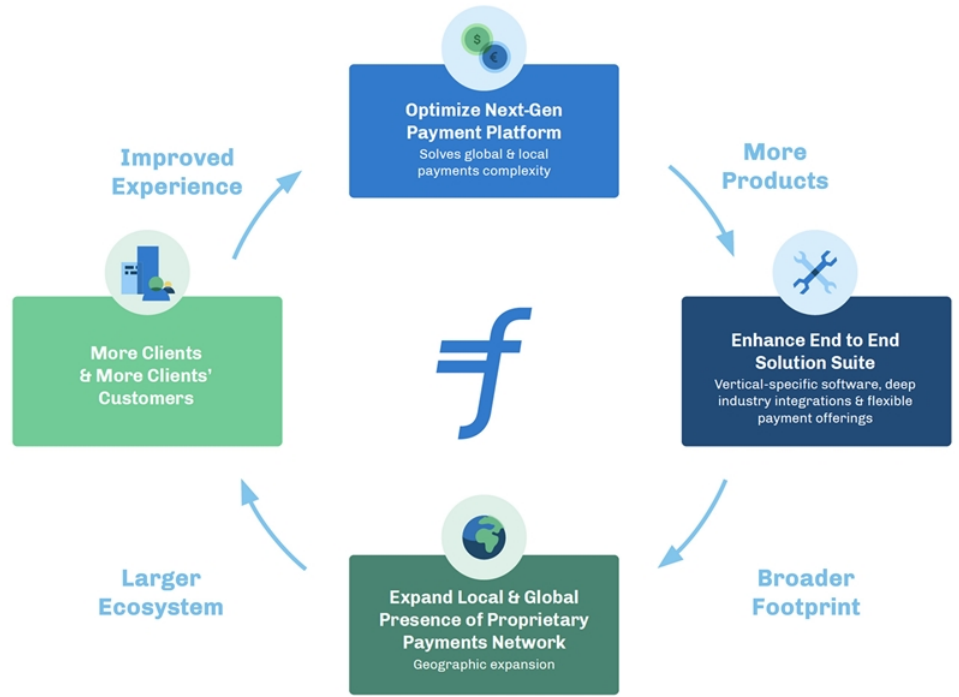 Optimize Next-Gen
Payment Platform
Solves global & local
payments complexity
More
Products
Enhance End to End
Solution Suite
Vertical-specific software, deep
industry integrations & flexible
payment offerings
Broader
Footprint
Expand Local & Global
Presence of Proprietary
Payments Network
Geographic expansion
Larger
Ecosystem
More Clients
& More Clients’
Customers
Improved
Experience